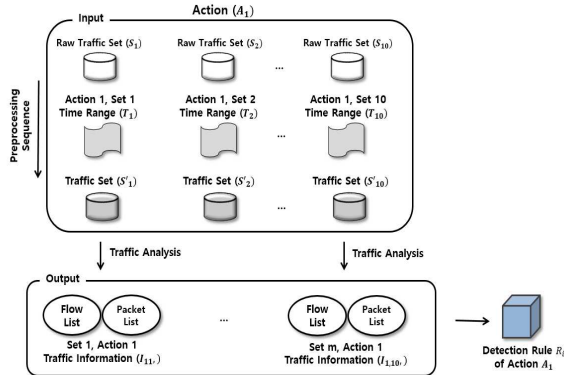 Action (A₁)
Input
Raw Traffic Set (S₁) Raw Traffic Set (S₂) Raw Traffic Set (S₁₀)
...
Preprocessing
Sequence
Action 1, Set 1 Action 1, Set 2 Action 1, Set 10
Time Range (T₁) Time Range (T₂) Time Range (T₁₀)
...
Traffic Set (S'₁) Traffic Set (S'₂) Traffic Set (S'₁₀)
...
Traffic Analysis Traffic Analysis
Output
Flow Packet Flow Packet
List List ... List List
Set 1, Action 1 Set m, Action 1
Traffic Information (I₁₁,) Traffic Information (I₁,₁₀,)
Detection Rule Rᵢ
of Action A₁